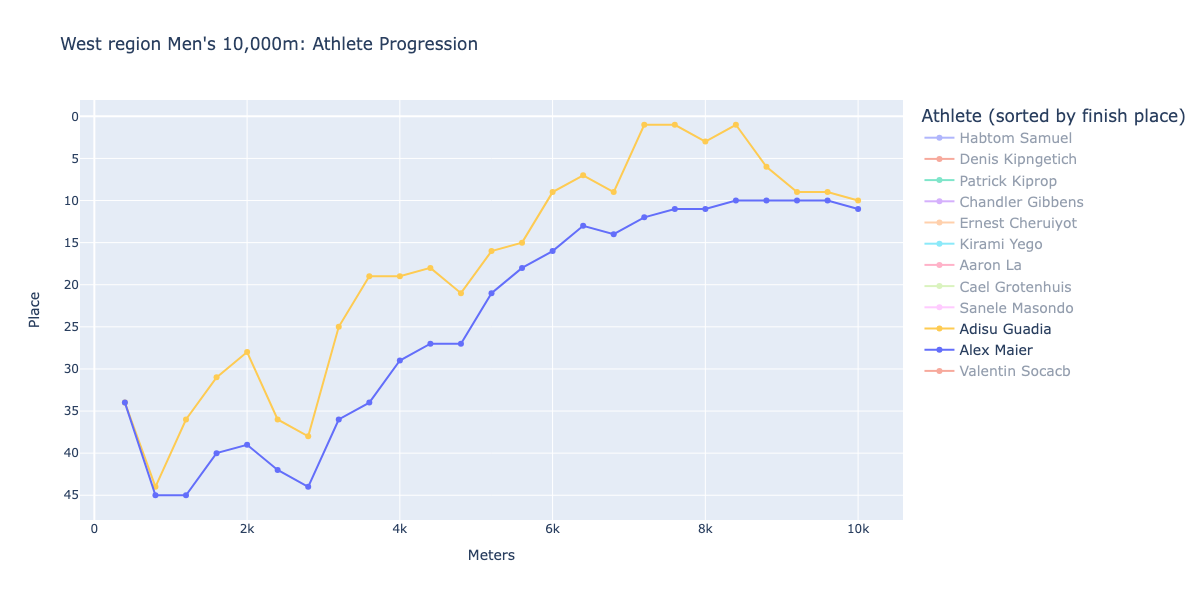 West region Men's 10,000m: Athlete Progression
0
5
10
15
20
25
30
35
40
45
Place
0
2k
4k
6k
8k
10k
Meters
Athlete (sorted by finish place)
Habtom Samuel
Denis Kipngetich
Patrick Kiprop
Chandler Gibbens
Ernest Cheruiyot
Kirami Yego
Aaron La
Cael Grotenhuis
Sanele Masondo
Adisu Guadia
Alex Maier
Valentin Socacb